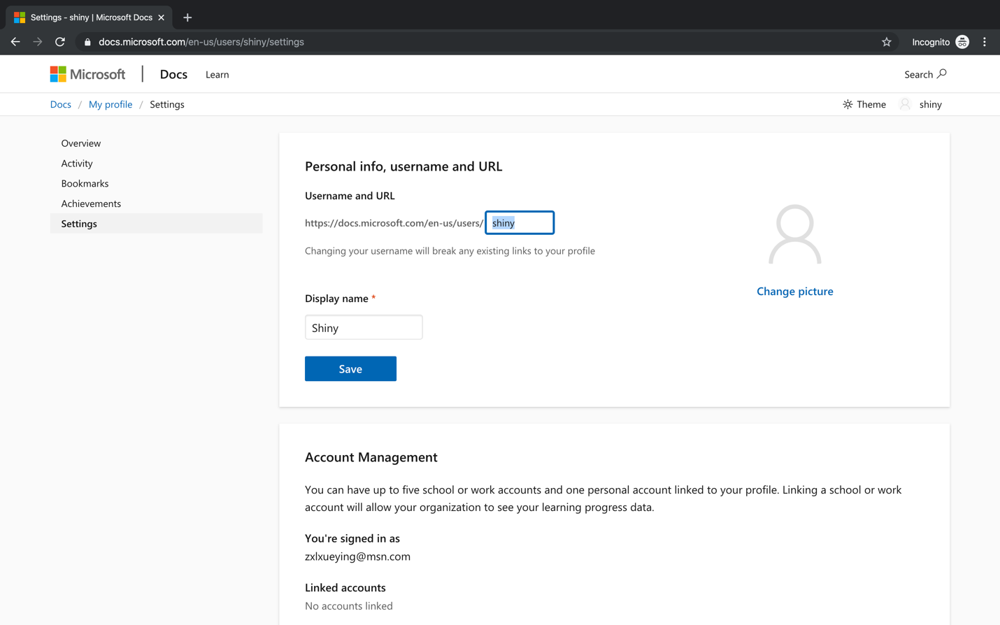 Settings - shiny | Microsoft Docs
docs.microsoft.com/en-us/users/shiny/settings
Incognito
Microsoft
Docs
Learn
Search
Docs / My profile / Settings
Theme
shiny
Overview
Activity
Bookmarks
Achievements
Settings
Personal info, username and URL
Username and URL
https://docs.microsoft.com/en-us/users/ shiny
Changing your username will break any existing links to your profile
Change picture
Display name *
Shiny
Save
Account Management
You can have up to five school or work accounts and one personal account linked to your profile. Linking a school or work
account will allow your organization to see your learning progress data.
You're signed in as
zxlxueying@msn.com
Linked accounts
No accounts linked